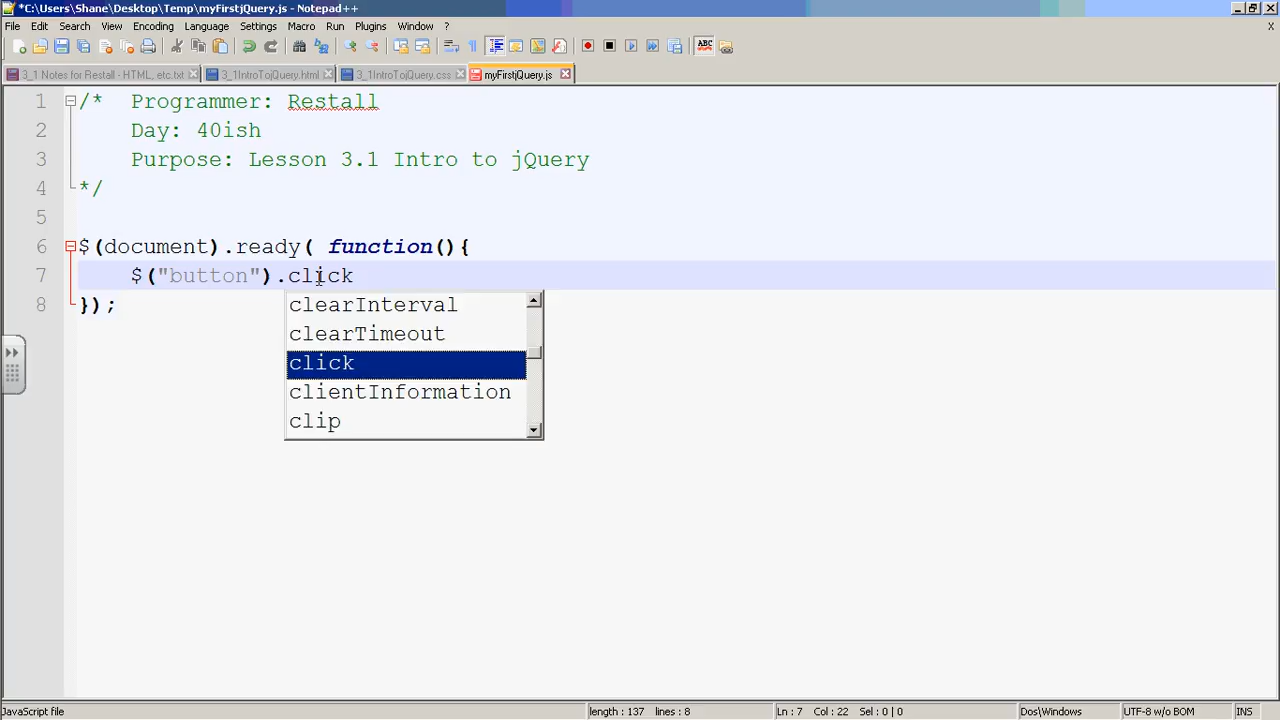 *C:\Users\Shane\Desktop\Temp\myFirstjQuery.js - Notepad++
File Edit Search View Encoding Language Settings Macro Run Plugins Window ? X
ABC
3_1 Notes for Restall - HTML, etc.txt 3_1IntroTojQuery.html 3_1IntroTojQuery.css myFirstjQuery.js
1 /* Programmer: Restall
2 Day: 40ish
3 Purpose: Lesson 3.1 Intro to jQuery
4 */
5
6 $(document).ready( function(){
7 $("button").click
8 });
clearInterval
clearTimeout
click
clientInformation
clip
JavaScript file length : 137 lines : 8 Ln : 7 Col : 22 Sel : 0 | 0 Dos\Windows UTF-8 w/o BOM INS